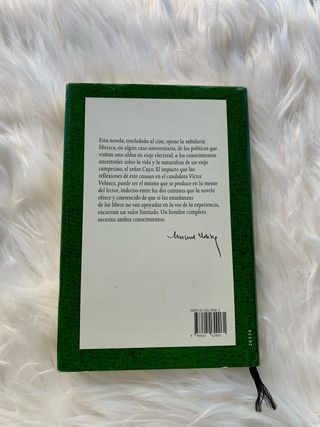 Esta novela, trasladada al cine, opone la sabiduría
libresca, en algún caso universitaria, de los políticos que
visitan una aldea en viaje electoral, a los conocimientos
ancestrales sobre la vida y la naturaleza de un viejo
campesino, el señor Cayo. El impacto que las
reflexiones de éste causan en el candidato Víctor
Velasco, puede ser el mismo que se produce en la mente
del lector, indeciso entre los dos caminos que la novela
ofrece y convencido de que si las enseñanzas
de los libros no van apoyadas en la voz de la experiencia,
encierran un valor limitado. Un hombre completo
necesita ambos conocimientos.